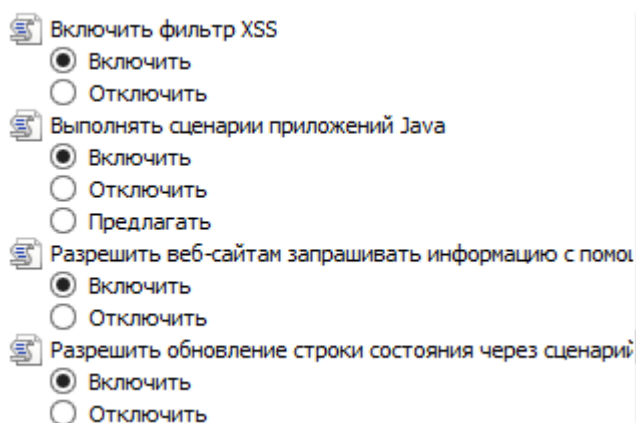 Включить фильтр XSS
Включить
Отключить
Выполнять сценарии приложений Java
Включить
Отключить
Предлагать
Разрешить веб-сайтам запрашивать информацию с
Включить
Отключить
Разрешить обновление строки состояния через сценарий
Включить
Отключить